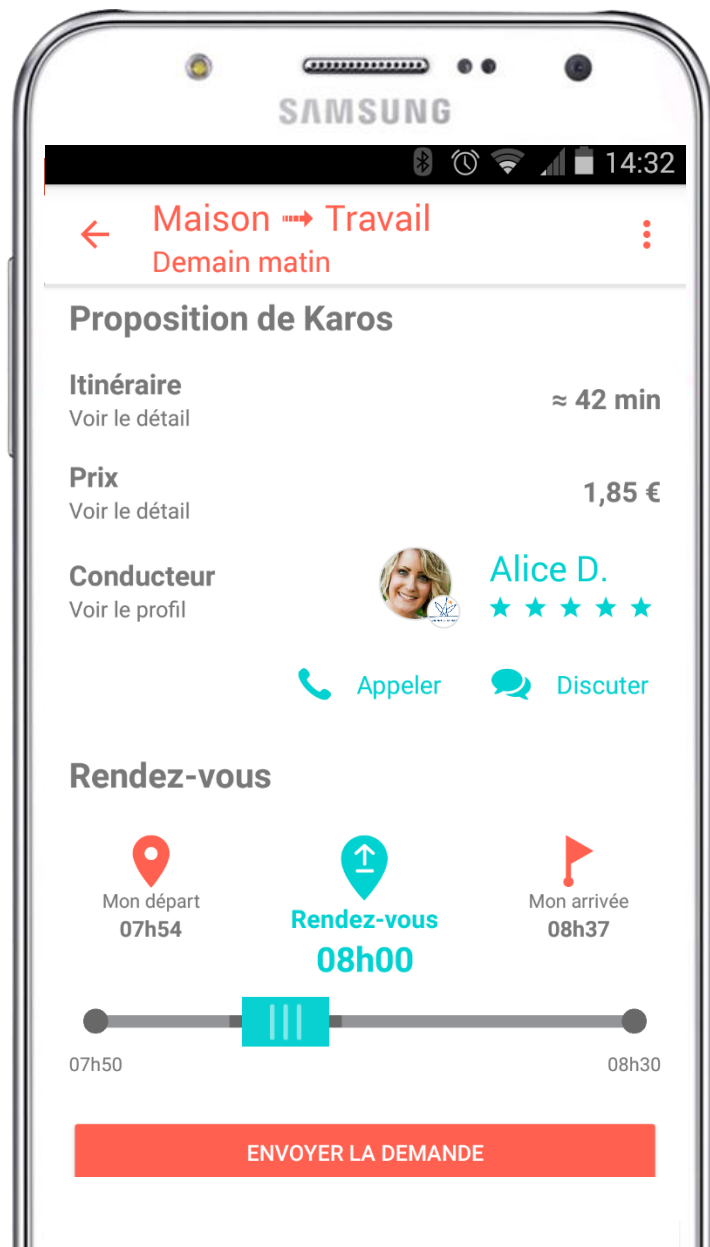 SAMSUNG
14:32
Maison → Travail
Demain matin
Proposition de Karos
Itinéraire
Voir le détail
≈ 42 min
Prix
Voir le détail
1,85 €
Conducteur
Voir le profil
Alice D.
Appeler
Discuter
Rendez-vous
Mon départ
07h54
Rendez-vous
08h00
Mon arrivée
08h37
07h50
08h30
ENVOYER LA DEMANDE